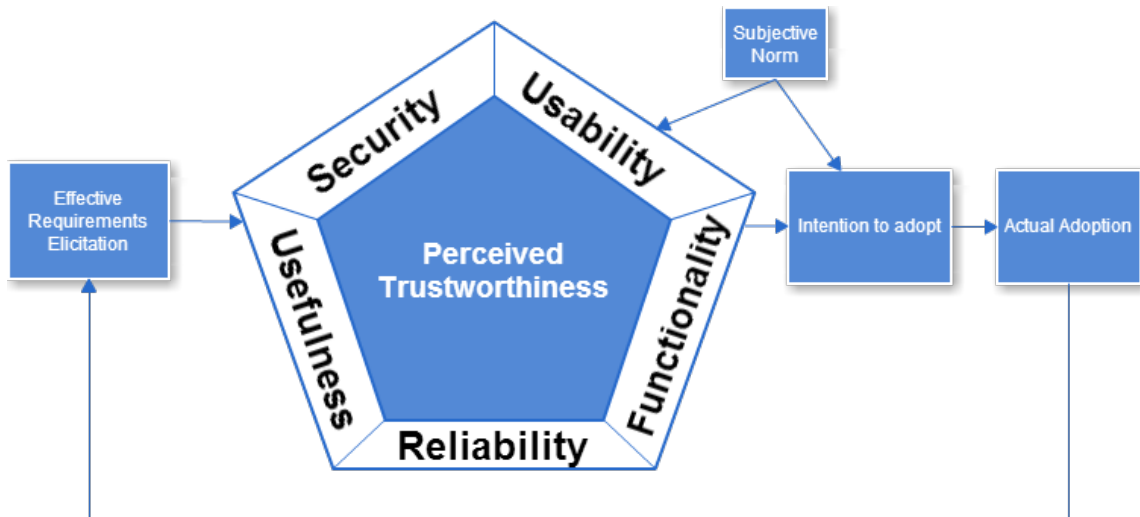 Subjective
Norm
Security
Usability
Effective
Requirements
Elicitation
Usefulness
Perceived
Trustworthiness
Functionality
Reliability
Intention to adopt
Actual Adoption